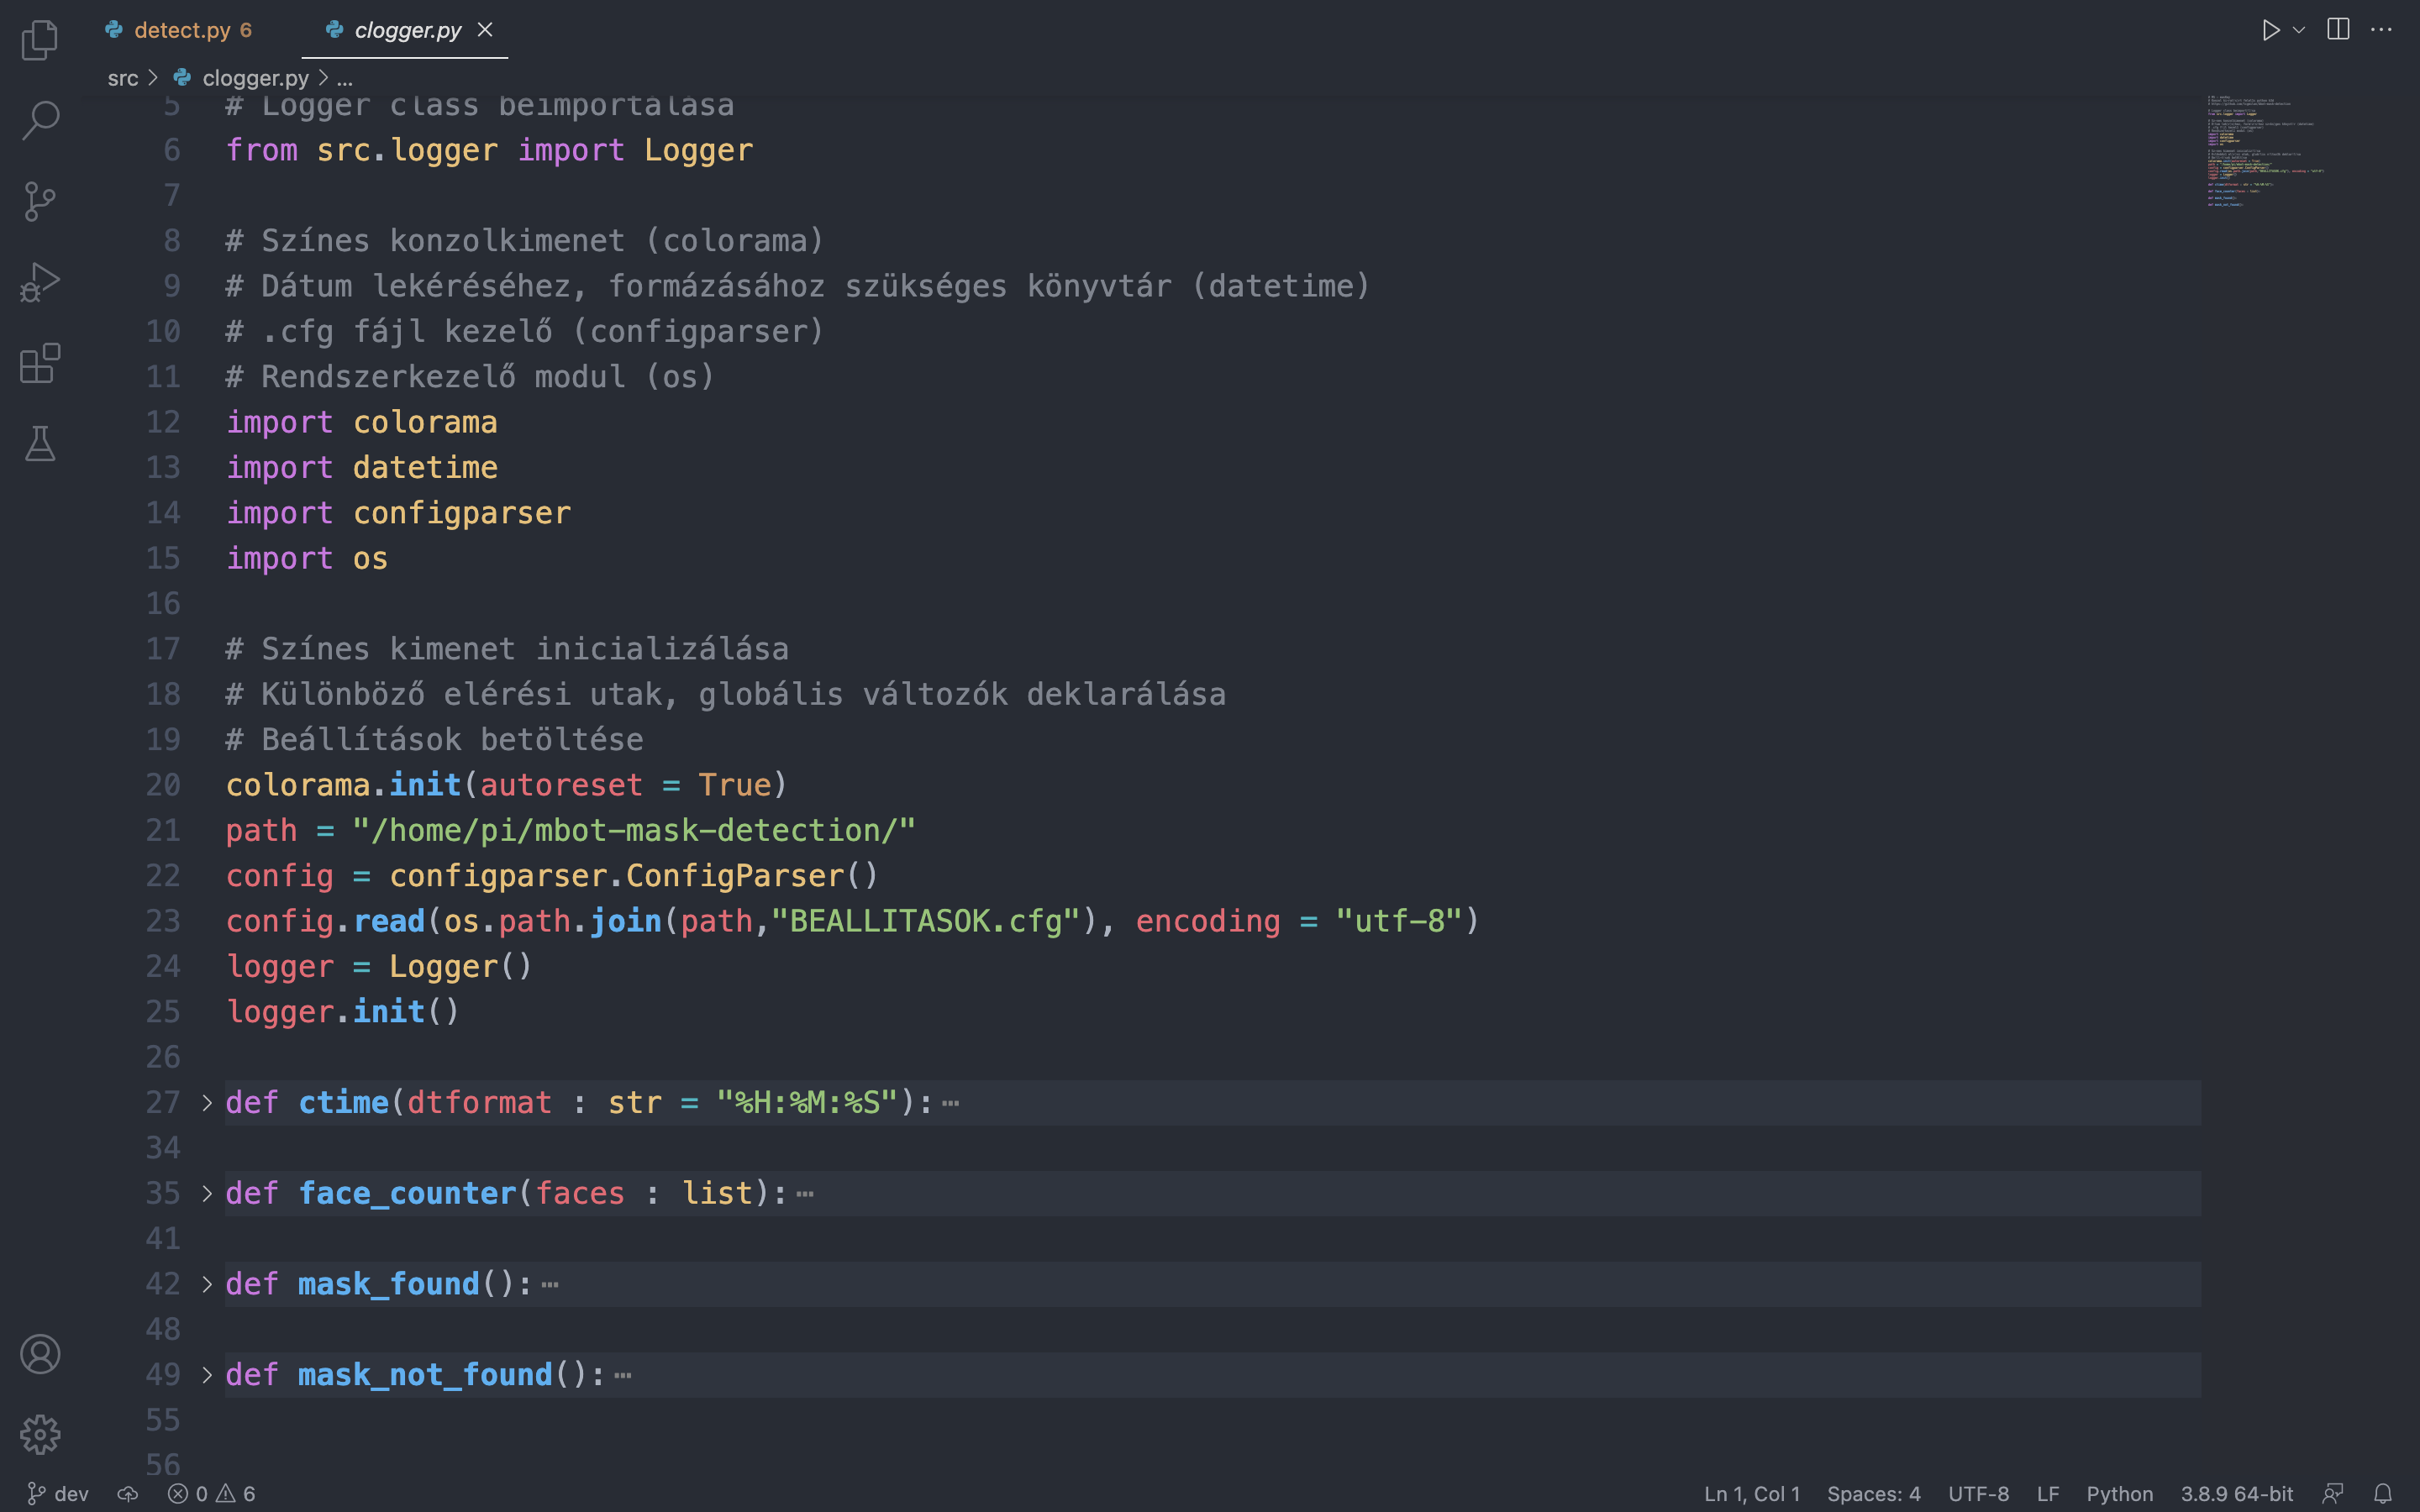 detect.py 6
clogger.py
src > clogger.py > ...
5 # Logger class beimportálása
6 from src.logger import Logger
7
8 # Színes konzolkimenet (colorama)
9 # Dátum lekéréséhez, formázásához szükséges könyvtár (datetime)
10 # .cfg fájl kezelő (configparser)
11 # Rendszerkezelő modul (os)
12 import colorama
13 import datetime
14 import configparser
15 import os
16
17 # Színes kimenet inicializálása
18 # Különböző elérési utak, globális változók deklarálása
19 # Beállítások betöltése
20 colorama.init(autoreset = True)
21 path = "/home/pi/mbot-mask-detection/"
22 config = configparser.ConfigParser()
23 config.read(os.path.join(path,"BEALLITASOK.cfg"), encoding = "utf-8")
24 logger = Logger()
25 logger.init()
26
27 > def ctime(dtformat : str = "%H:%M:%S"):⋯
34
35 > def face_counter(faces : list):⋯
41
42 > def mask_found():⋯
48
49 > def mask_not_found():⋯
55
56
dev 0 6 Ln 1, Col 1 Spaces: 4 UTF-8 LF Python 3.8.9 64-bit